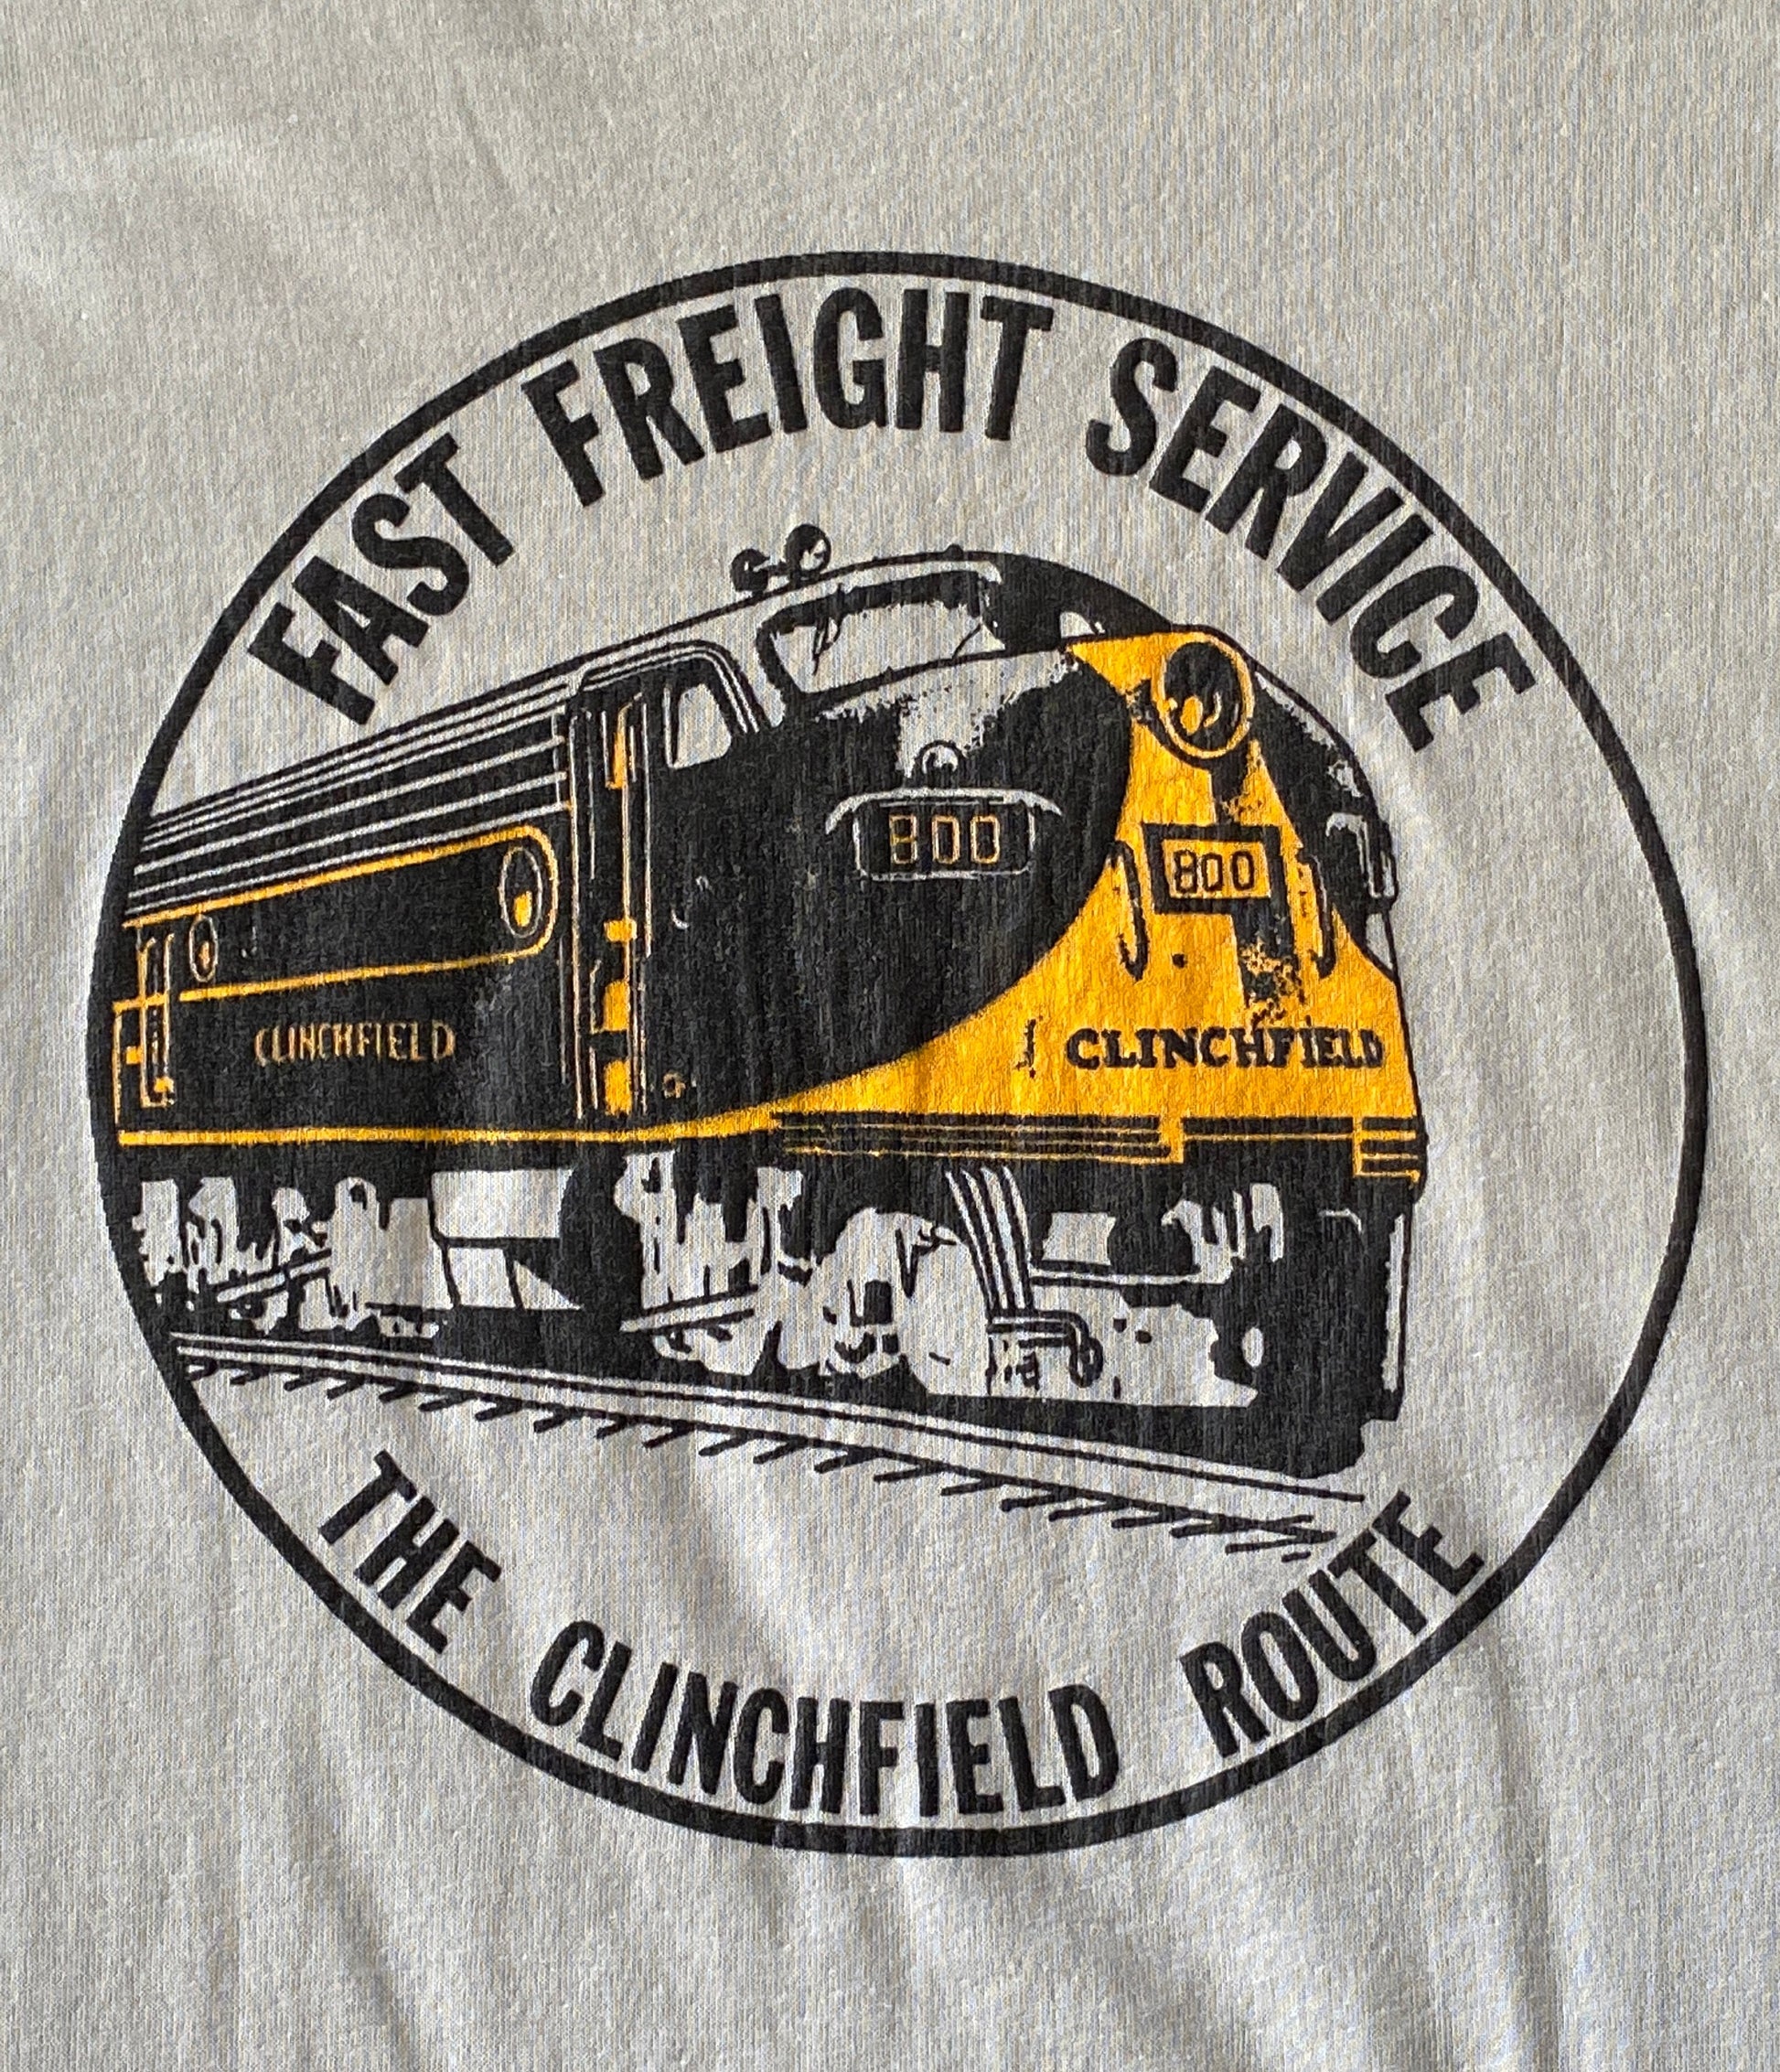 FAST FREIGHT SERVICE
800
800
CLINCHFIELD
CLINCHFIELD
THE CLINCHFIELD ROUTE